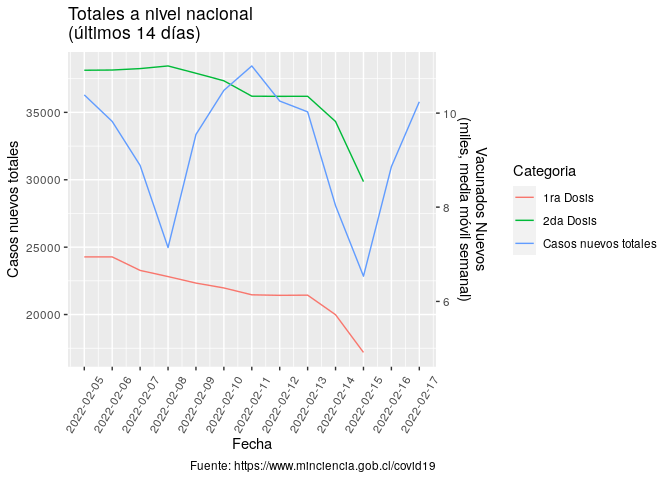 Totales a nivel nacional
(últimos 14 días)
Casos nuevos totales
35000
30000
25000
20000
10
8
6
Vacunados Nuevos
(miles, media móvil semanal)
2022-02-05
2022-02-06
2022-02-07
2022-02-08
2022-02-09
2022-02-10
2022-02-11
2022-02-12
2022-02-13
2022-02-14
2022-02-15
2022-02-16
2022-02-17
Fecha
Categoria
1ra Dosis
2da Dosis
Casos nuevos totales
Fuente: https://www.minciencia.gob.cl/covid19